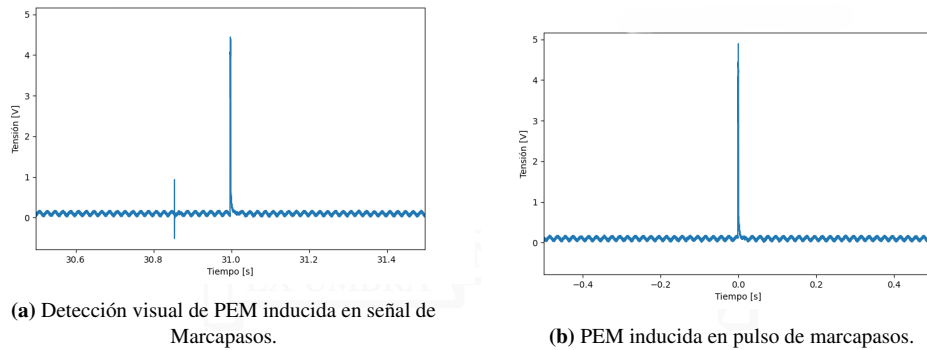 5
4
3
2
1
0
Tensión [V]
30.6 30.8 31.0 31.2 31.4
Tiempo [s]
(a) Detección visual de PEM inducida en señal de
Marcapasos.
5
4
3
2
1
0
Tensión [V]
−0.4 −0.2 0.0 0.2 0.4
Tiempo [s]
(b) PEM inducida en pulso de marcapasos.
LA UMBRA